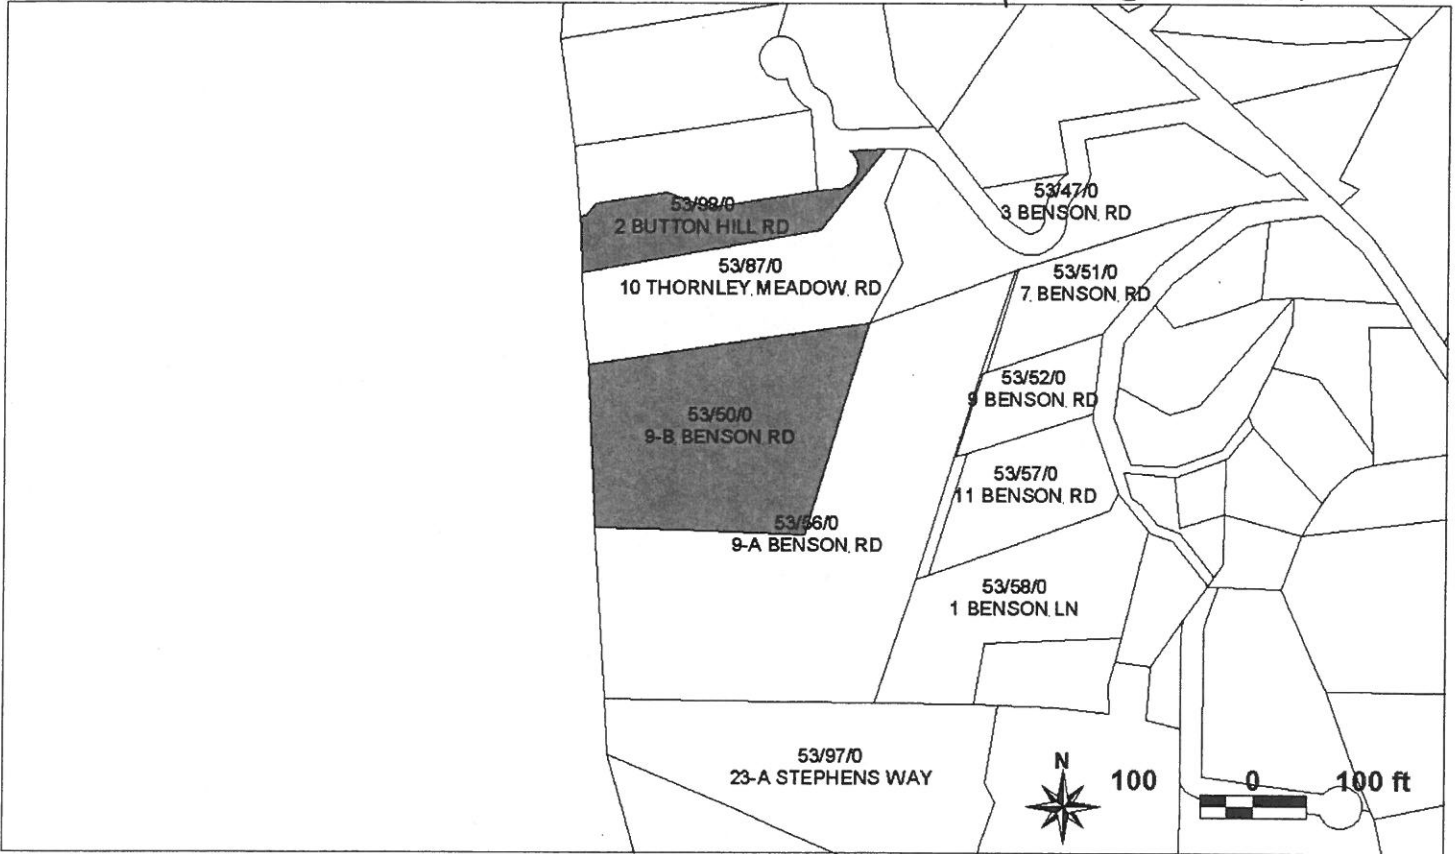 53/47/0
3 BENSON RD
53/98/0
2 BUTTON HILL RD
53/87/0
10 THORNLEY MEADOW RD
53/51/0
7 BENSON RD
53/52/0
9 BENSON RD
53/50/0
9-B BENSON RD
53/57/0
11 BENSON RD
53/56/0
9-A BENSON RD
53/58/0
1 BENSON LN
53/97/0
23-A STEPHENS WAY
N
100 0 100 ft